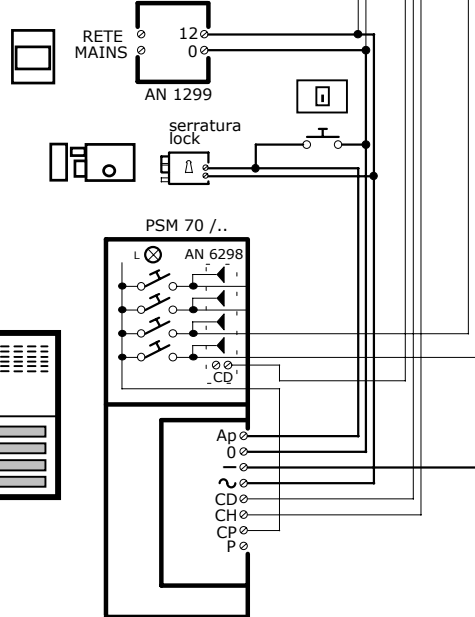 RETE 12
MAINS 0
AN 1299
serratura
lock
PSM 70 /..
L AN 6298
CD
Ap
0
–
~
CD
CH
CP
P